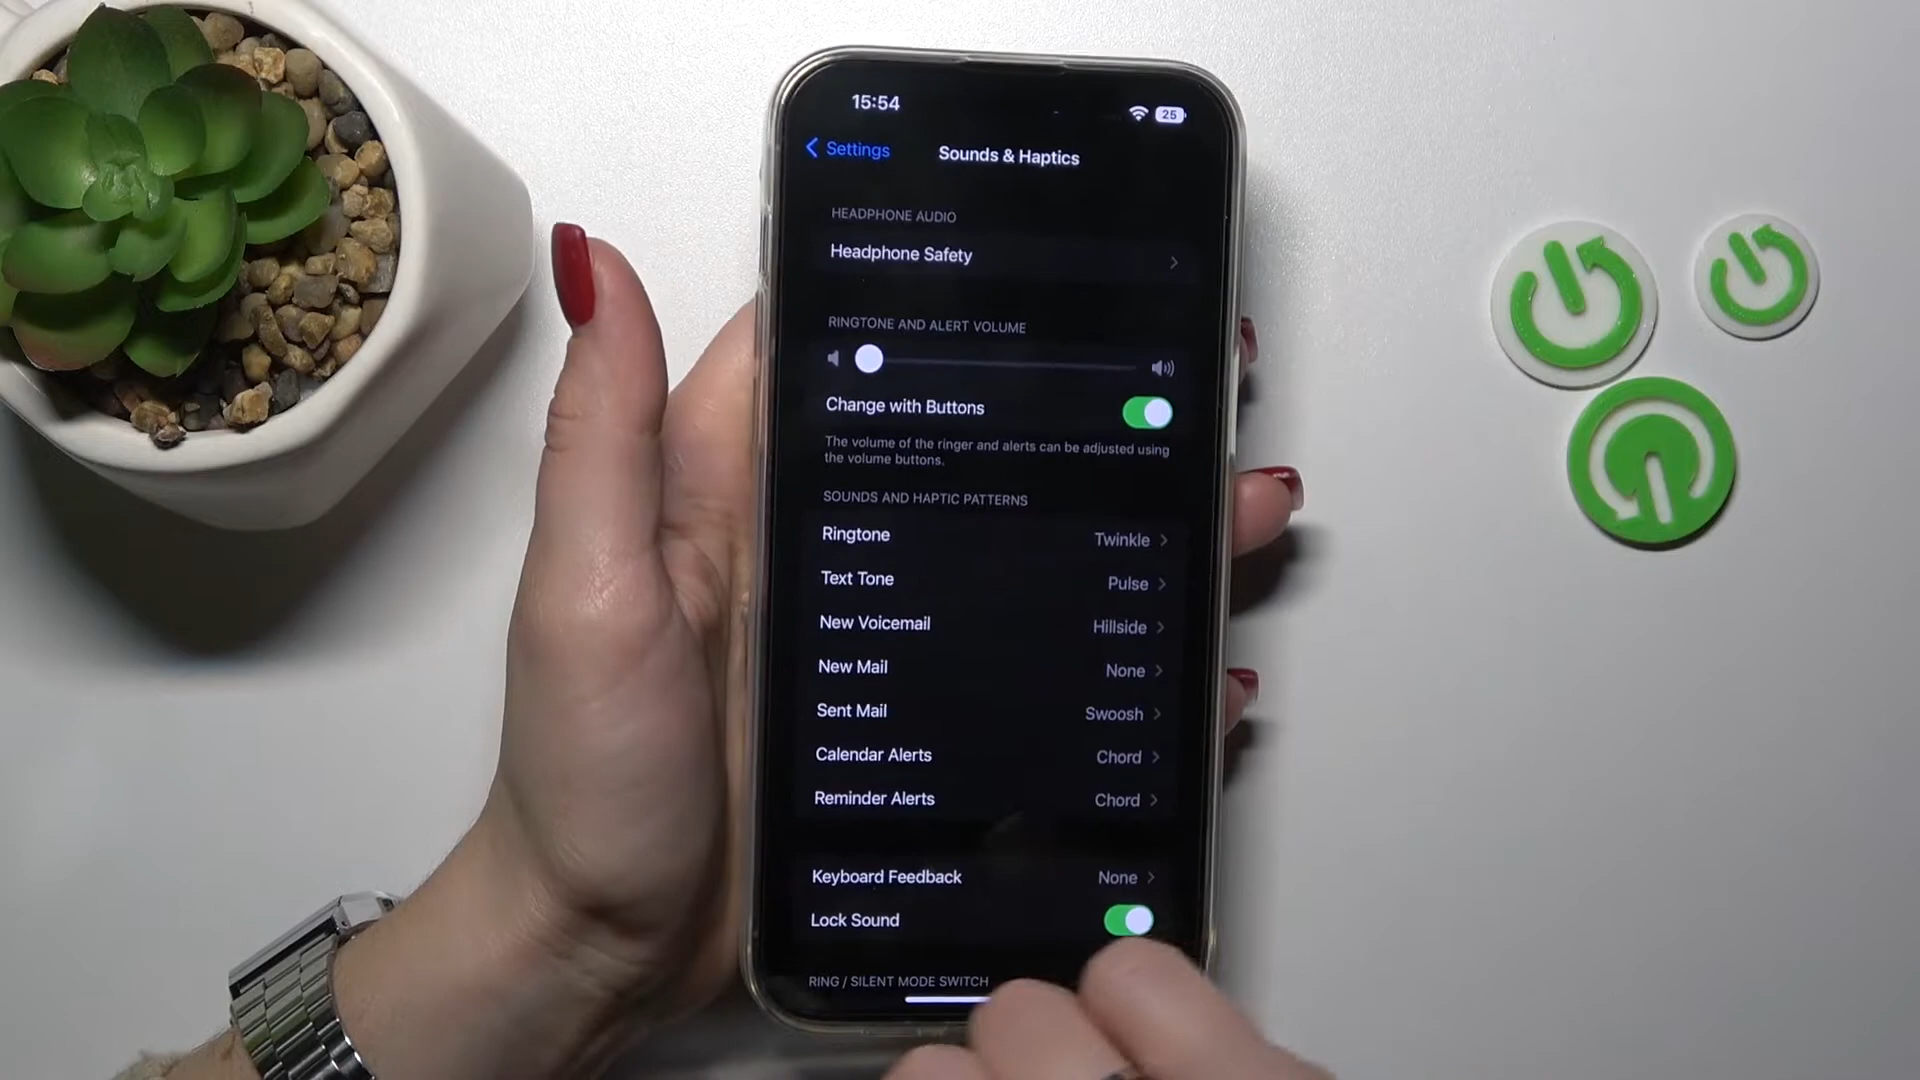 15:54
25
Settings
Sounds & Haptics
HEADPHONE AUDIO
Headphone Safety
RINGTONE AND ALERT VOLUME
Change with Buttons
The volume of the ringer and alerts can be adjusted using
the volume buttons.
SOUNDS AND HAPTIC PATTERNS
Ringtone Twinkle
Text Tone Pulse
New Voicemail Hillside
New Mail None
Sent Mail Swoosh
Calendar Alerts Chord
Reminder Alerts Chord
Keyboard Feedback None
Lock Sound
RING / SILENT MODE SWITCH